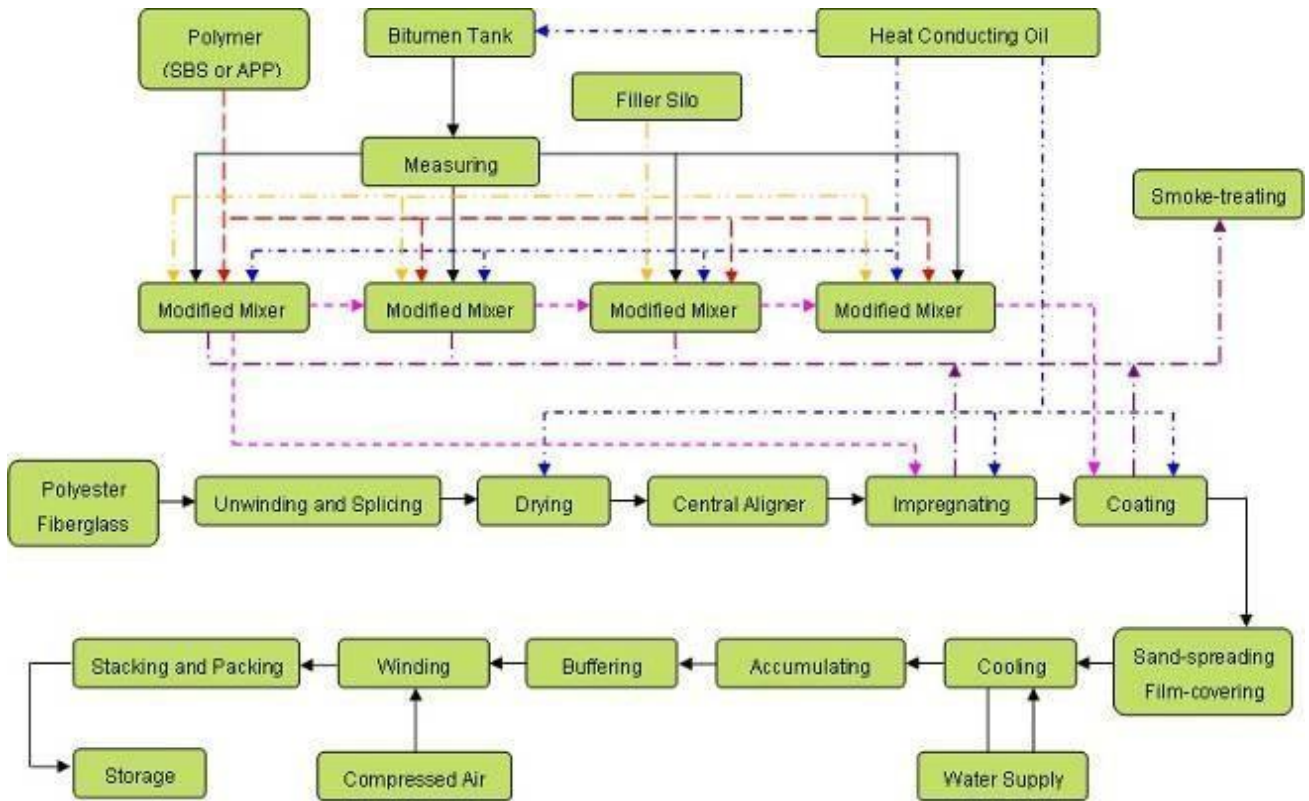 Polymer
(SBS or APP)
Bitumen Tank
Heat Conducting Oil
Filler Silo
Measuring
Smoke-treating
Modified Mixer
Modified Mixer
Modified Mixer
Modified Mixer
Polyester
Fiberglass
Unwinding and Splicing
Drying
Central Aligner
Impregnating
Coating
Stacking and Packing
Winding
Buffering
Accumulating
Cooling
Sand-spreading
Film-covering
Storage
Compressed Air
Water Supply